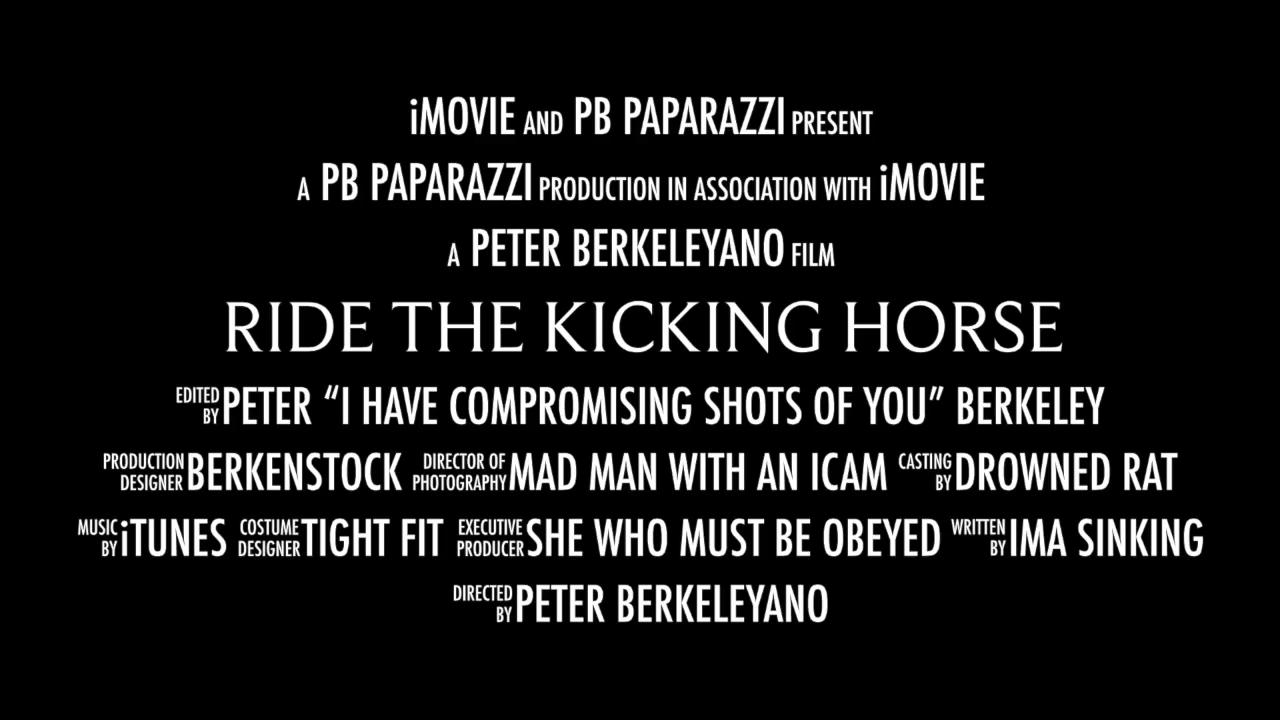 iMOVIE AND PB PAPARAZZI PRESENT
A PB PAPARAZZI PRODUCTION IN ASSOCIATION WITH iMOVIE
A PETER BERKELEYANO FILM
RIDE THE KICKING HORSE
EDITED BY PETER “I HAVE COMPROMISING SHOTS OF YOU” BERKELEY
PRODUCTION DESIGNER BERKENSTOCK DIRECTOR OF PHOTOGRAPHY MAD MAN WITH AN ICAM CASTING BY DROWNED RAT
MUSIC BY iTUNES COSTUME DESIGNER TIGHT FIT EXECUTIVE PRODUCER SHE WHO MUST BE OBEYED WRITTEN BY IMA SINKING
DIRECTED BY PETER BERKELEYANO